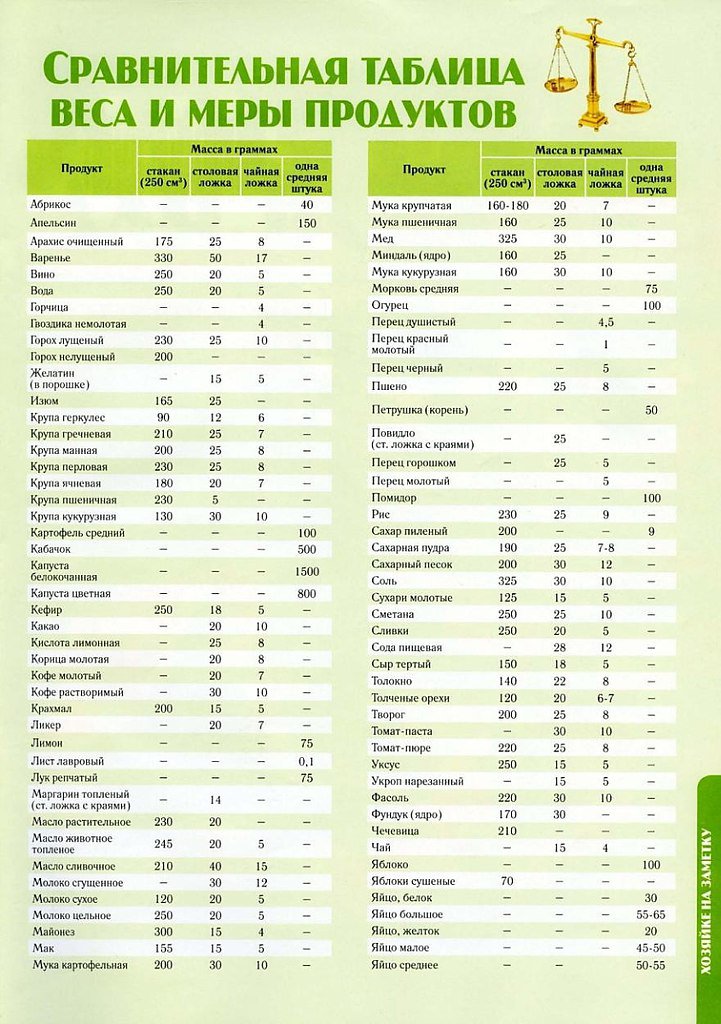 Сравнительная таблица
веса и меры продуктов
Продукт Масса в граммах
стакан (250 см³) столовая ложка чайная ложка одна средняя штука
Абрикос – – – 40
Апельсин – – – 150
Арахис очищенный 175 25 8 –
Варенье 330 50 17 –
Вино 250 20 5 –
Вода 250 20 5 –
Горчица – – 4 –
Гвоздика немолотая – – 4 –
Горох лущеный 230 25 10 –
Горох нелущеный 200 – – –
Желатин
(в порошке) – 15 5 –
Изюм 165 25 – –
Крупа геркулес 90 12 6 –
Крупа гречневая 210 25 7 –
Крупа манная 200 25 8 –
Крупа перловая 230 25 8 –
Крупа ячневая 180 20 7 –
Крупа пшеничная 230 5 – –
Крупа кукурузная 130 30 10 –
Картофель средний – – – 100
Кабачок – – – 500
Капуста
белокочанная – – – 1500
Капуста цветная – – – 800
Кефир 250 18 5 –
Какао – 20 10 –
Кислота лимонная – 25 8 –
Корица молотая – 20 8 –
Кофе молотый – 20 7 –
Кофе растворимый – 30 10 –
Крахмал 200 15 5 –
Ликер – 20 7 –
Лимон – – – 75
Лист лавровый – – – 0,1
Лук репчатый – – – 75
Маргарин топленый
(ст. ложка с краями) – 14 – –
Масло растительное 230 20 – –
Масло животное
топленое 245 20 5 –
Масло сливочное 210 40 15 –
Молоко сгущенное – 30 12 –
Молоко сухое 120 20 5 –
Молоко цельное 250 20 5 –
Майонез 300 15 4 –
Мак 155 15 5 –
Мука картофельная 200 30 10 –
Продукт Масса в граммах
стакан (250 см³) столовая ложка чайная ложка одна средняя штука
Мука крупчатая 160-180 20 7 –
Мука пшеничная 160 25 10 –
Мед 325 30 10 –
Миндаль (ядро) 160 25 – –
Мука кукурузная 160 30 10 –
Морковь средняя – – – 75
Огурец – – – 100
Перец душистый – – 4,5 –
Перец красный
молотый – – 1 –
Перец черный – – 5 –
Пшено 220 25 8 –
Петрушка (корень) – – – 50
Повидло
(ст. ложка с краями) – 25 – –
Перец горошком – 25 5 –
Перец молотый – – 5 –
Помидор – – – 100
Рис 230 25 9 –
Сахар пиленый 200 – – 9
Сахарная пудра 190 25 7-8 –
Сахарный песок 200 30 12 –
Соль 325 30 10 –
Сухари молотые 125 15 5 –
Сметана 250 25 10 –
Сливки 250 20 5 –
Сода пищевая – 28 12 –
Сыр тертый 150 18 5 –
Толокно 140 22 8 –
Толченые орехи 120 20 6-7 –
Творог 200 25 8 –
Томат-паста – 30 10 –
Томат-пюре 220 25 8 –
Уксус 250 15 5 –
Укроп нарезанный – 15 5 –
Фасоль 220 30 10 –
Фундук (ядро) 170 30 – –
Чечевица 210 – – –
Чай – 15 4 –
Яблоко – – – 100
Яблоки сушеные 70 – – –
Яйцо, белок – – – 30
Яйцо большое – – – 55-65
Яйцо, желток – – – 20
Яйцо малое – – – 45-50
Яйцо среднее – – 50-55
Хозяйке на заметку